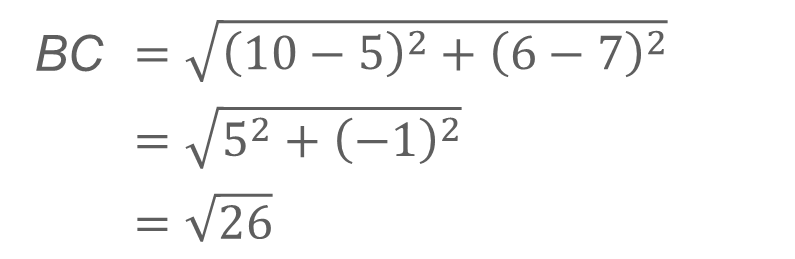 BC = √((10 − 5)² + (6 − 7)²)
= √(5² + (−1)²)
= √26